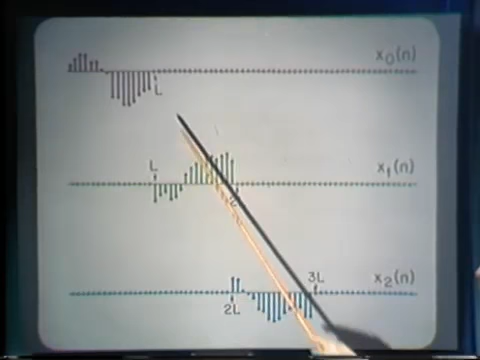 x₀(n)
L
L
x₁(n)
3L
x₂(n)
2L